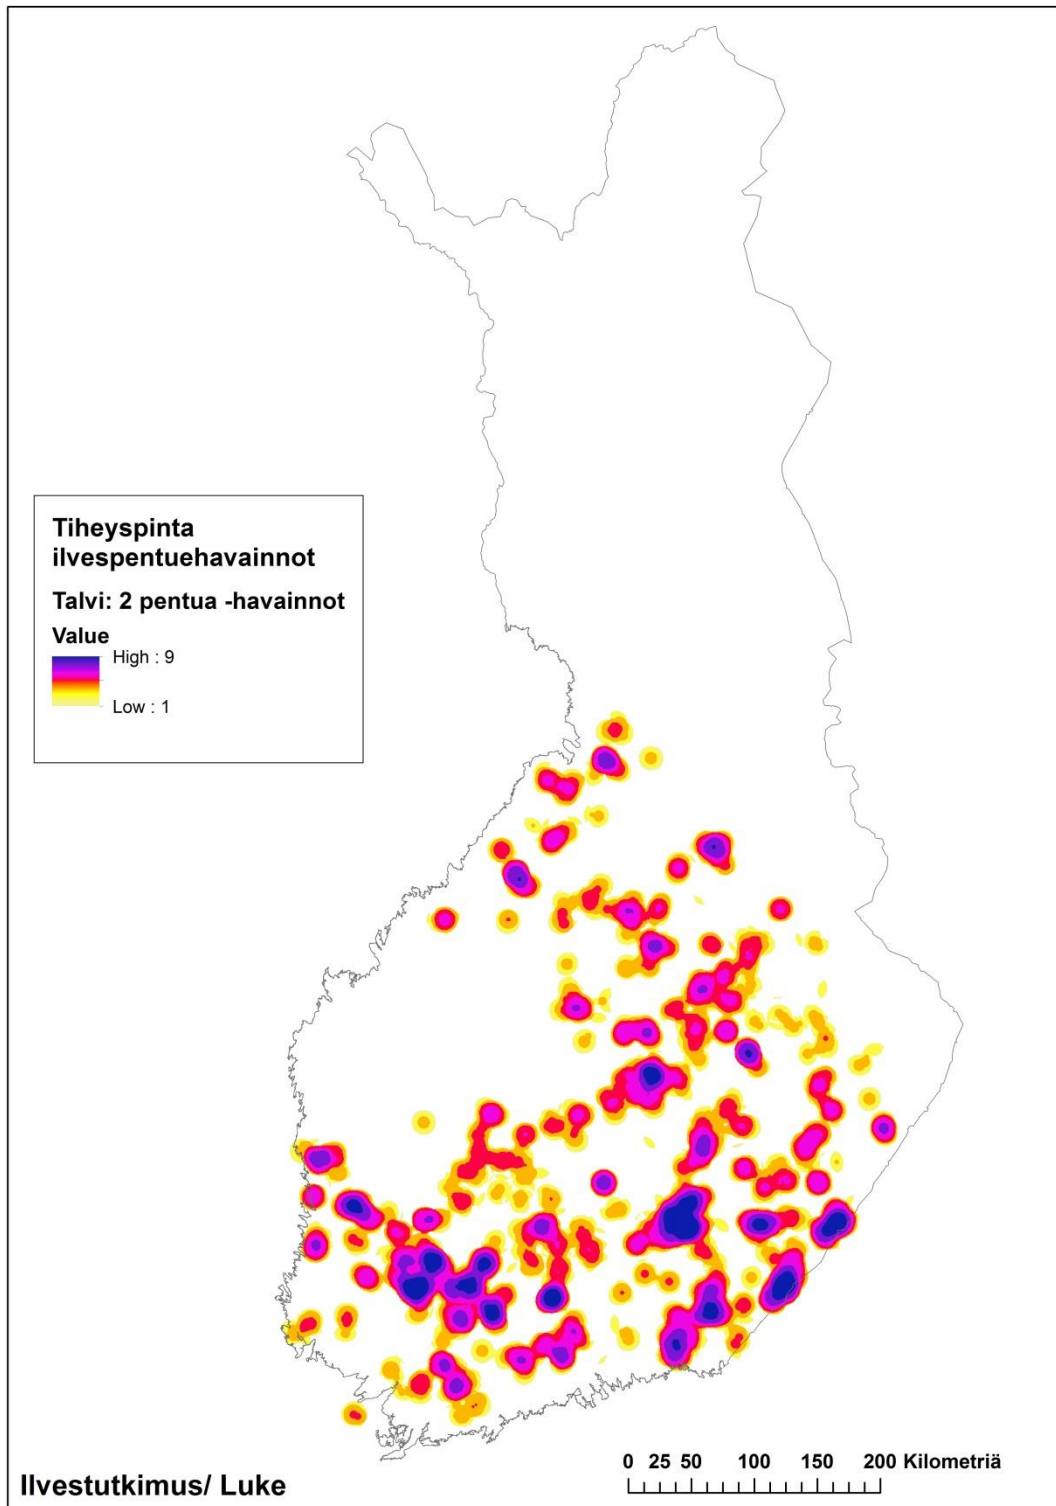 Tiheyspinta
ilvespentuehavainnot
Talvi: 2 pentua -havainnot
Value
High : 9
Low : 1
0 25 50 100 150 200 Kilometriä
Ilvestutkimus/ Luke